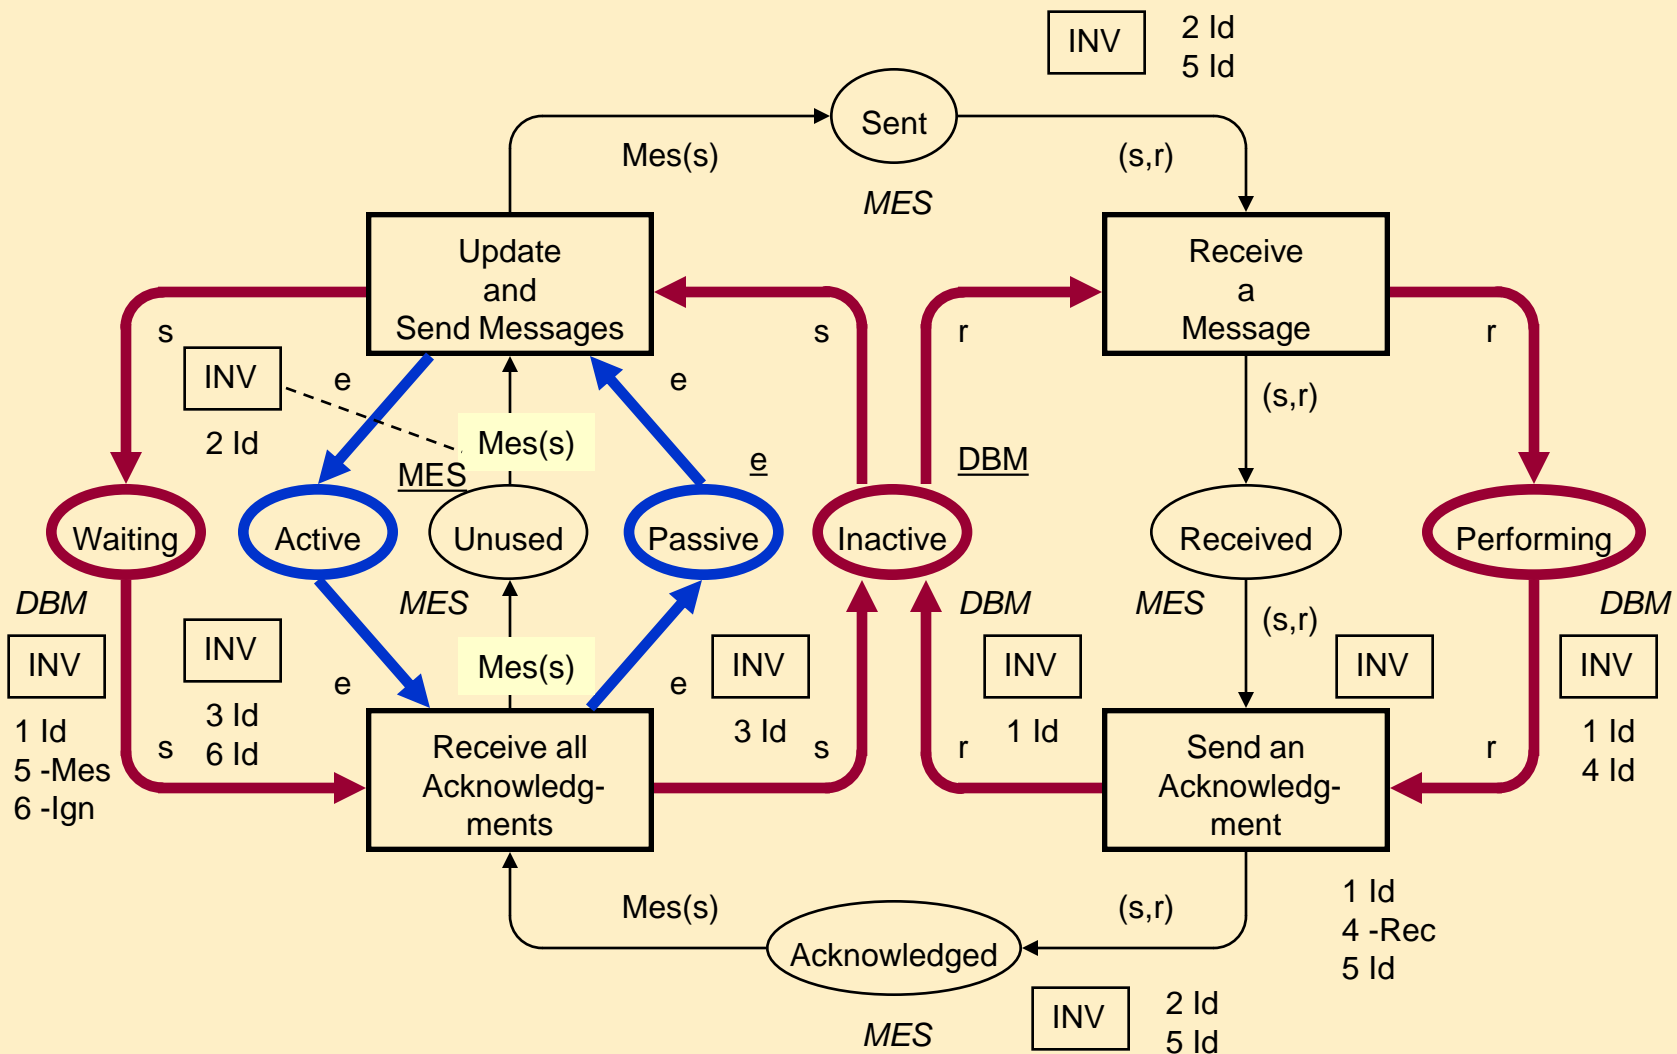 INV
2 Id
5 Id
Sent
Mes(s)
(s,r)
MES
Update
and
Send Messages
Receive
a
Message
s
s
r
r
INV
e
e
(s,r)
2 Id
Mes(s)
MES
e
DBM
Waiting
Active
Unused
Passive
Inactive
Received
Performing
DBM
MES
DBM
MES
DBM
INV
INV
Mes(s)
INV
INV
(s,r)
INV
INV
e
e
1 Id
5 -Mes
6 -Ign
3 Id
6 Id
s
3 Id
s
1 Id
r
r
1 Id
4 Id
Receive all
Acknowledg-
ments
Send an
Acknowledg-
ment
Mes(s)
(s,r)
1 Id
4 -Rec
5 Id
Acknowledged
MES
INV
2 Id
5 Id